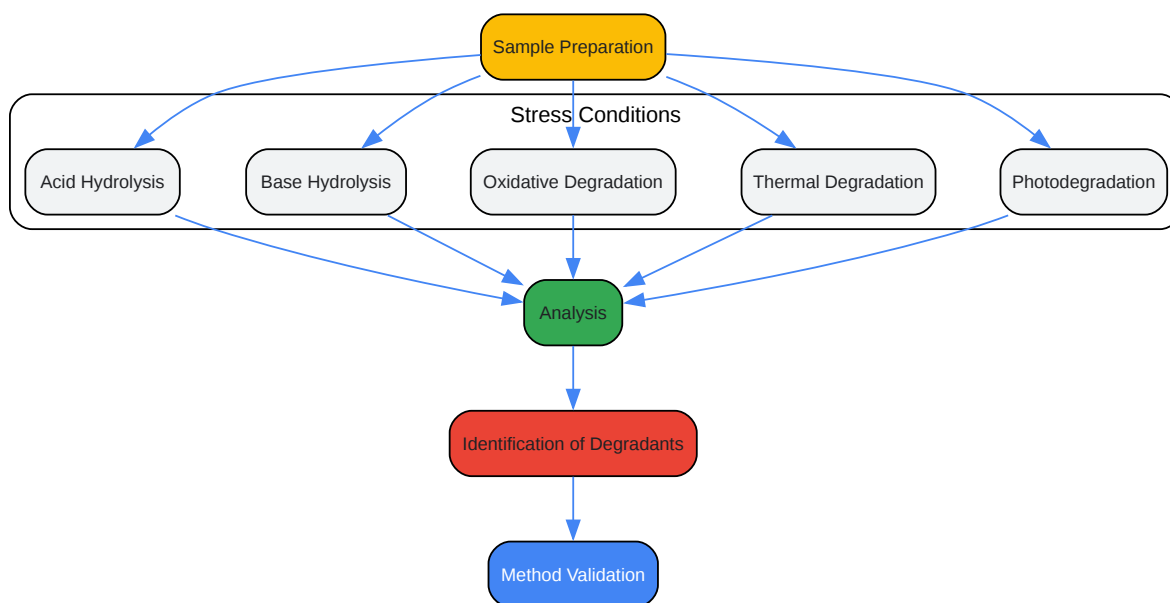 Sample Preparation
Stress Conditions
Acid Hydrolysis
Base Hydrolysis
Oxidative Degradation
Thermal Degradation
Photodegradation
Analysis
Identification of Degradants
Method Validation